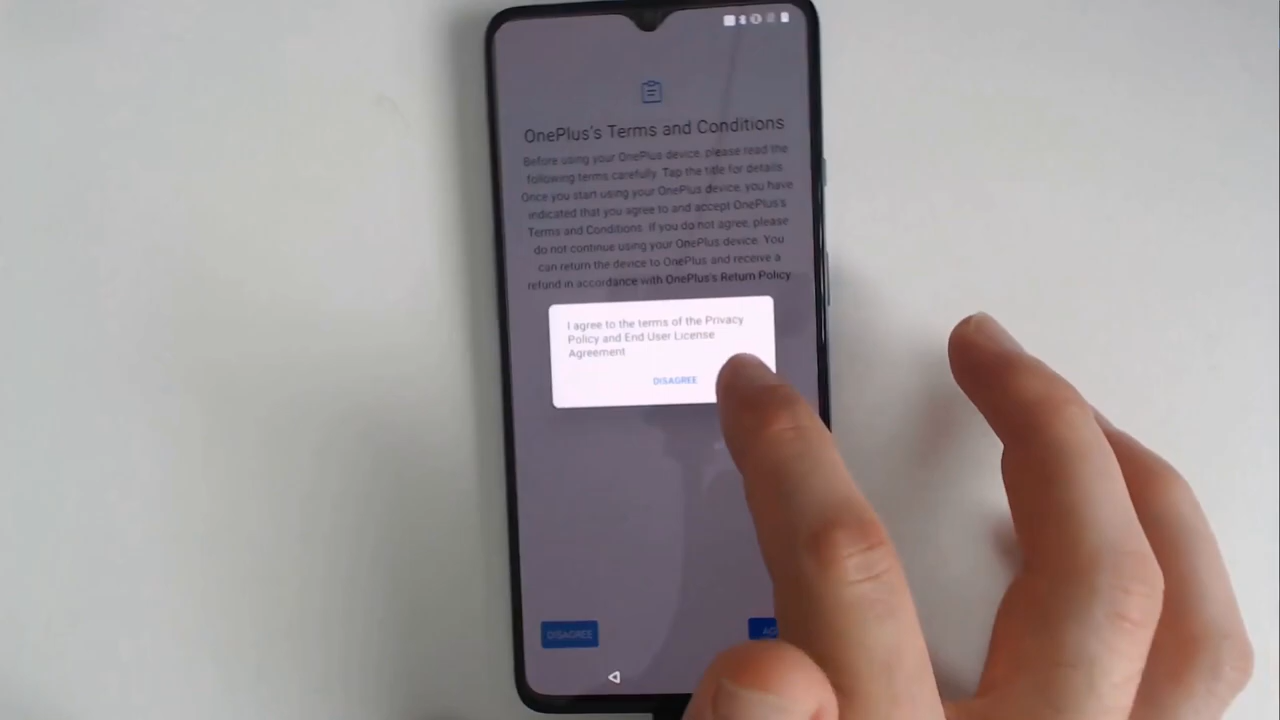 OnePlus's Terms and Conditions
Before using your OnePlus device, please read the
following terms carefully. Tap the title for details.
Once you start using your OnePlus device, you have
indicated that you agree to and accept OnePlus's
Terms and Conditions. If you do not agree, please
do not continue using your OnePlus device. You
can return the device to OnePlus and receive a
refund in accordance with OnePlus's Return Policy
I agree to the terms of the Privacy
Policy and End User License
Agreement
DISAGREE
DISAGREE